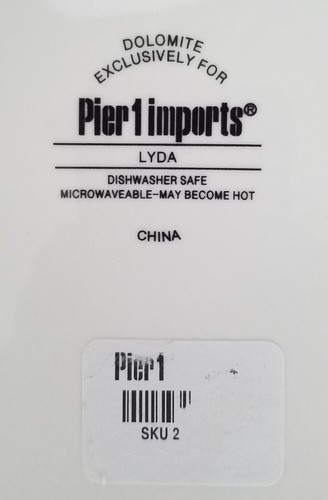 DOLOMITE
EXCLUSIVELY FOR
Pier 1 imports®
LYDA
DISHWASHER SAFE
MICROWAVEABLE-MAY BECOME HOT
CHINA
Pier 1
SKU 2